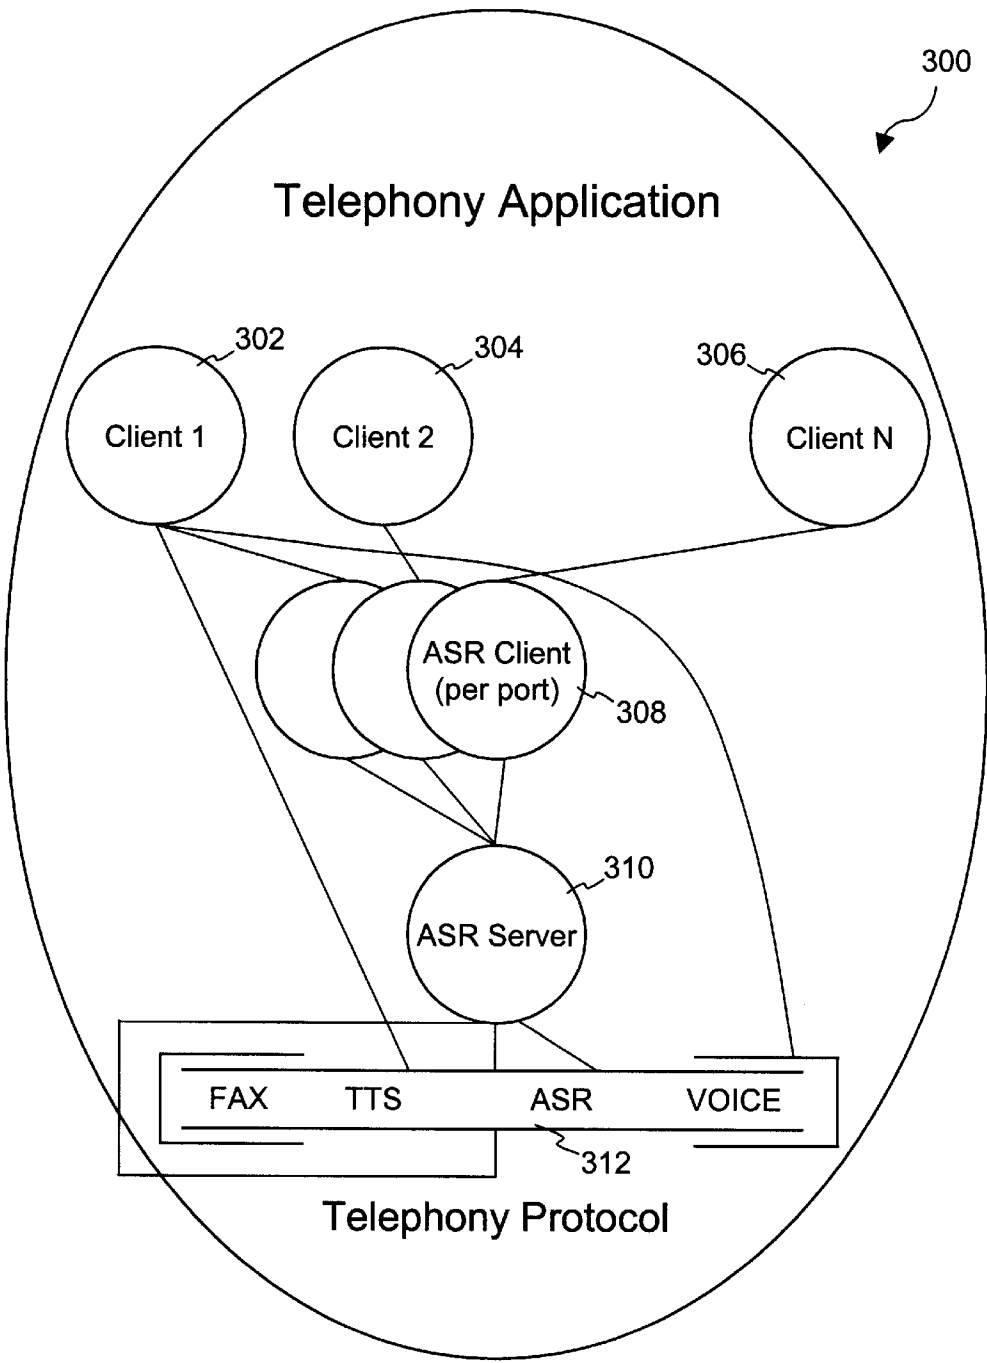 300
Telephony Application
302
304
306
Client 1
Client 2
Client N
ASR Client
(per port)
308
310
ASR Server
FAX TTS ASR VOICE
312
Telephony Protocol